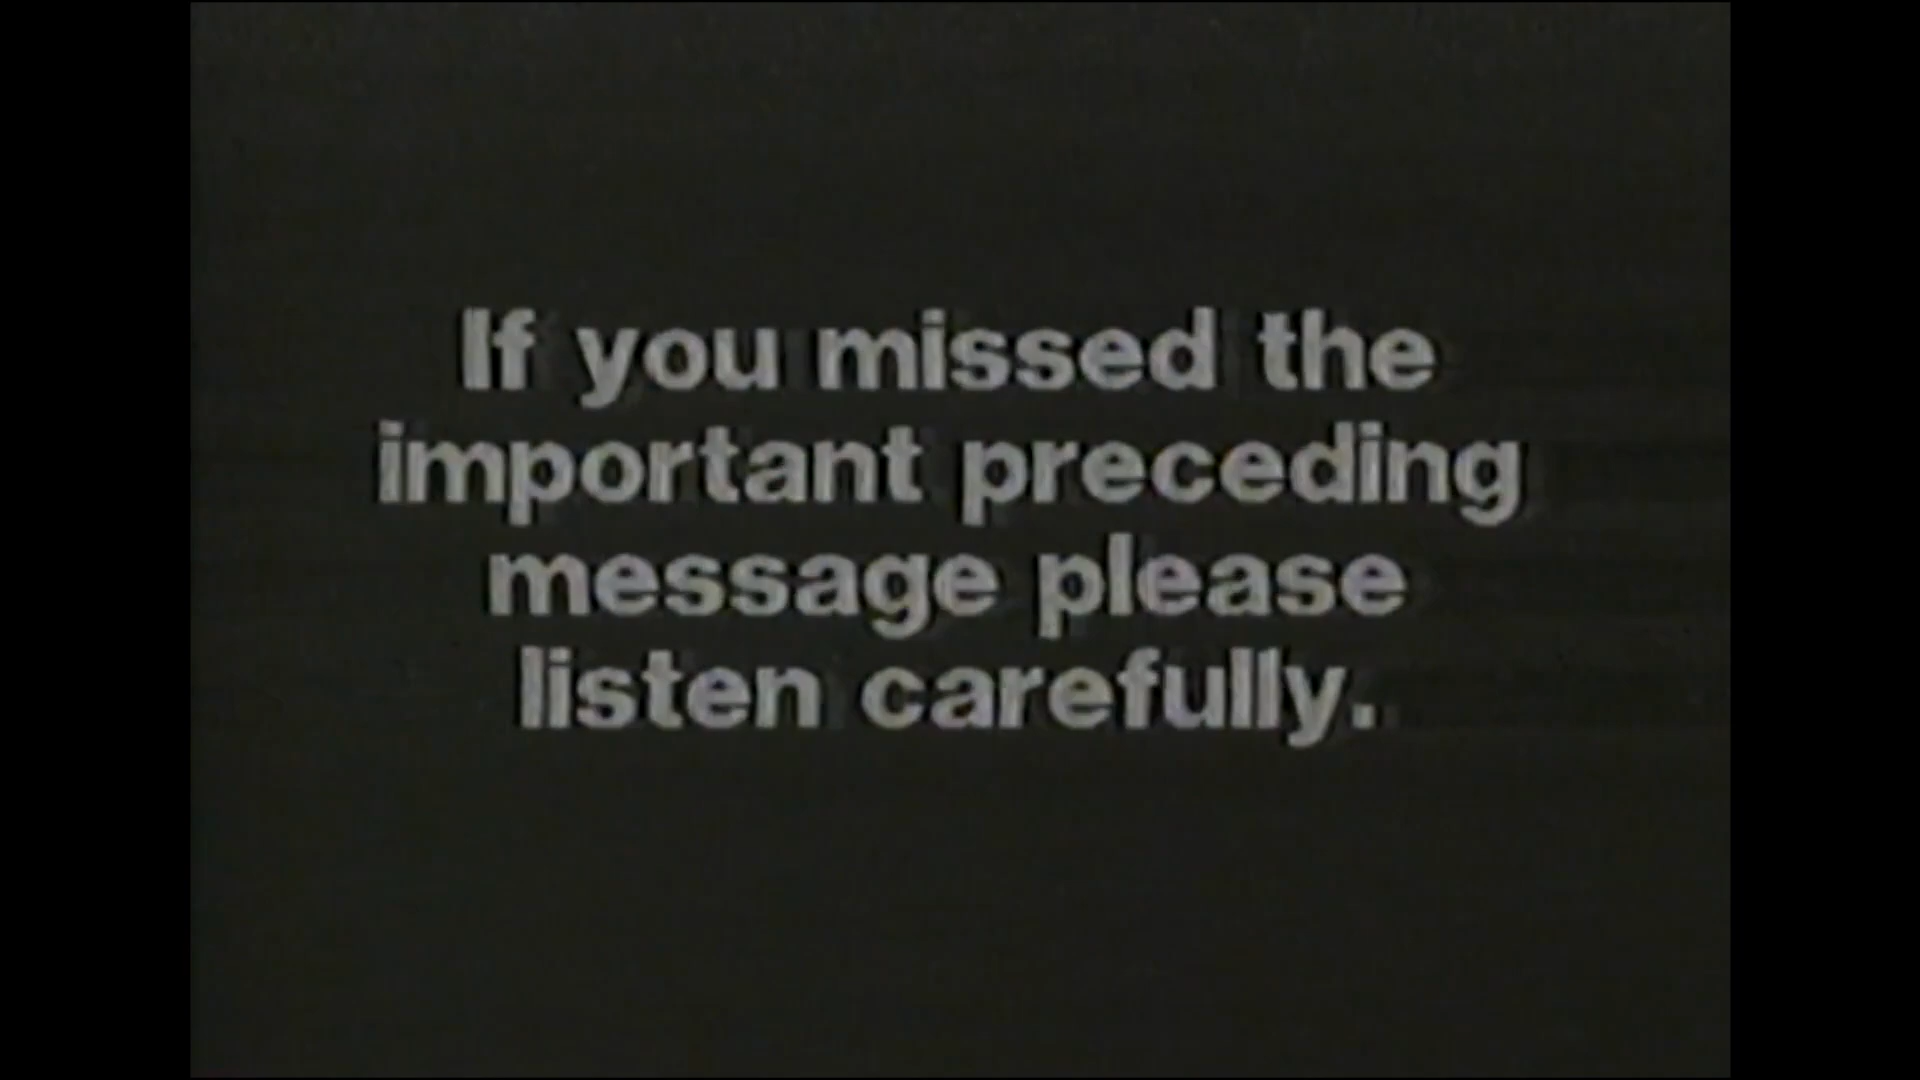 If you missed the
important preceding
message please
listen carefully.